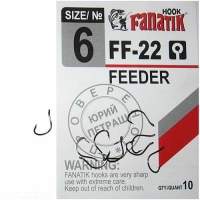 SIZE/№
FANATIK HOOK
6
FF-22
FEEDER
ЮРИЙ
ПЕТРАШ
WARNING:
FANATIK hooks are very sharp
use with extreme care.
Keep out of reach of children.
QTY/QUANT 10